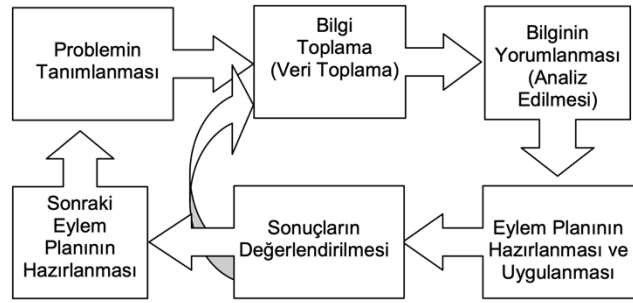 Problemin
Tanımlanması
Bilgi
Toplama
(Veri Toplama)
Bilginin
Yorumlanması
(Analiz
Edilmesi)
Sonraki
Eylem
Planının
Hazırlanması
Sonuçların
Değerlendirilmesi
Eylem Planının
Hazırlanması ve
Uygulanması